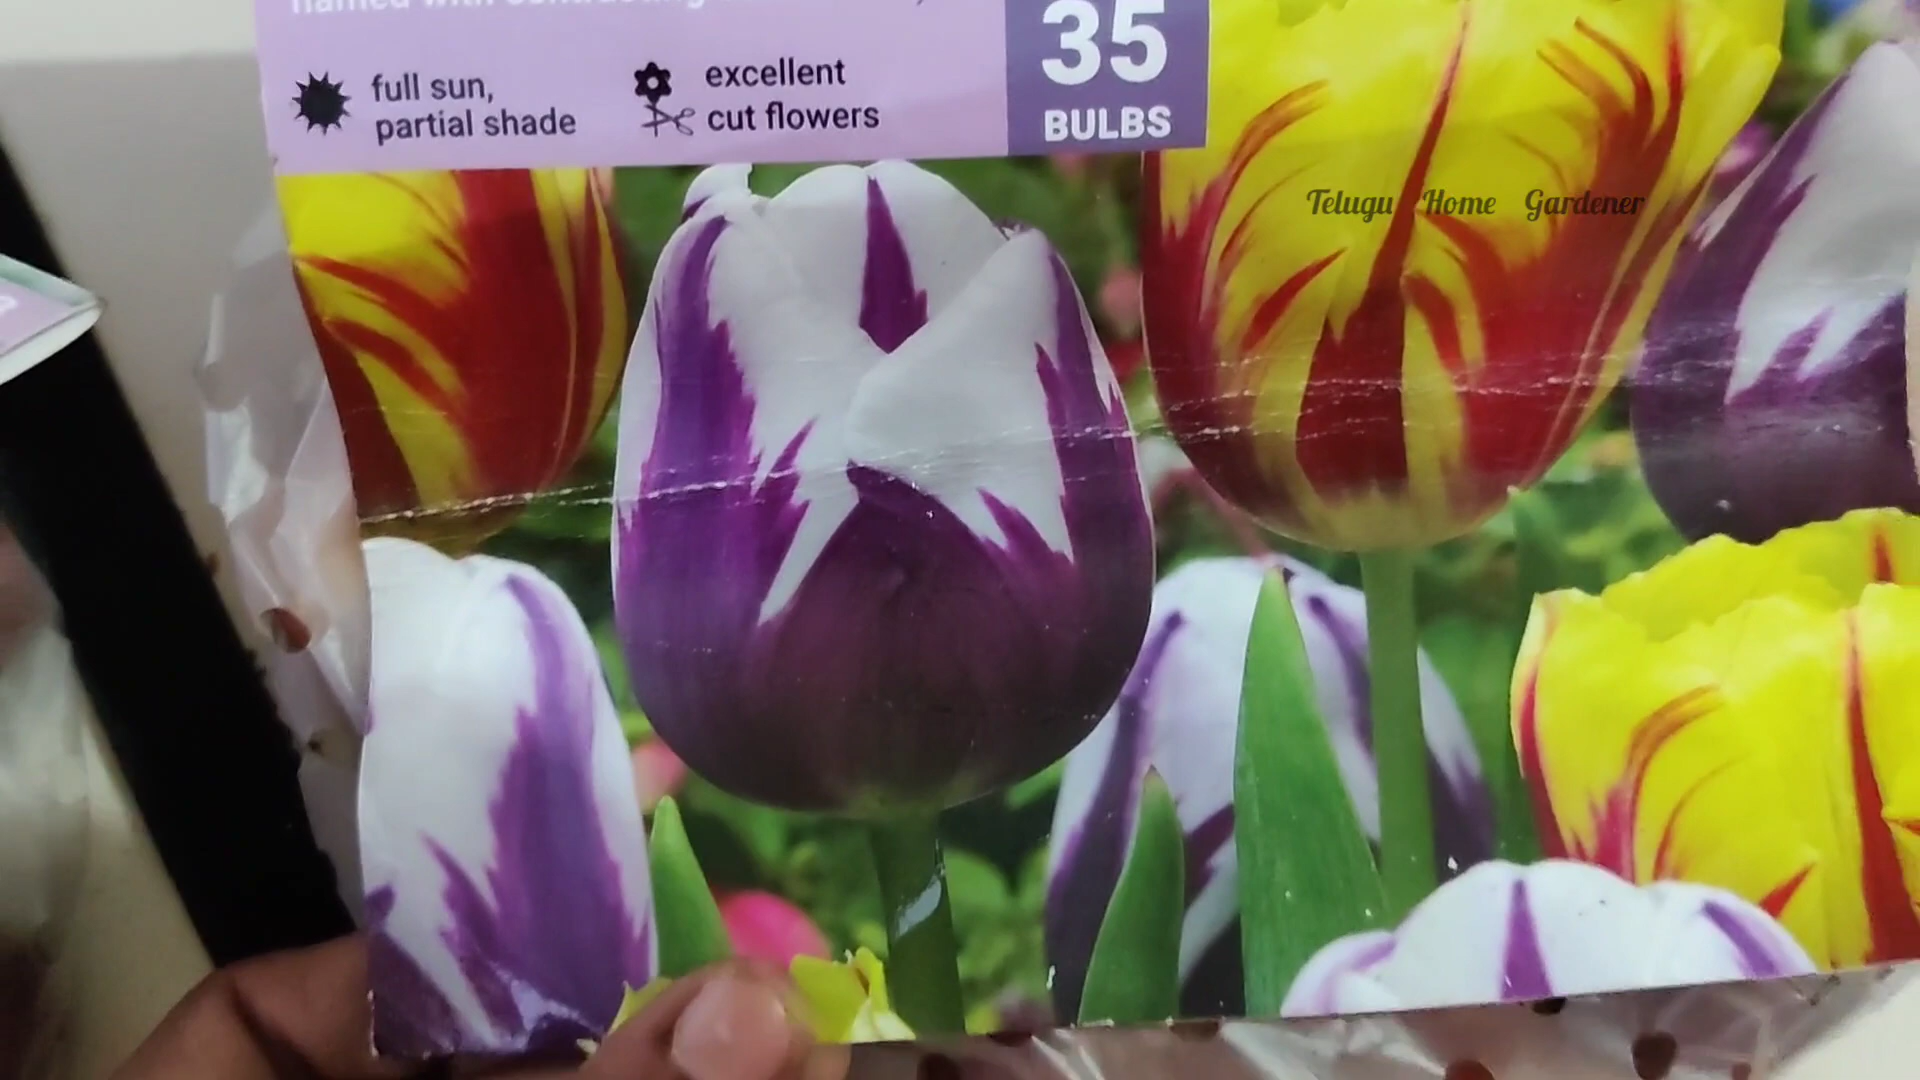 full sun,
partial shade
excellent
cut flowers
35
BULBS
Telugu Home Gardener